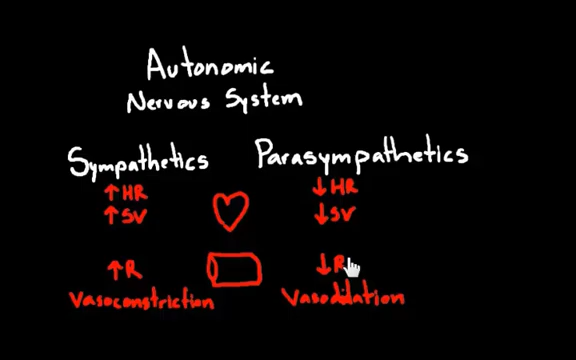 Autonomic
Nervous System
Sympathetics
Parasympathetics
↑HR
↓HR
↑SV
↓SV
↑R
↓R
Vasoconstriction
Vasodilation